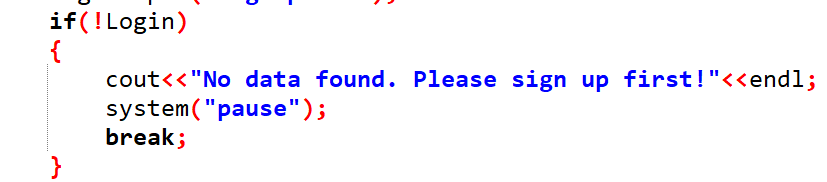 if(!Login)
{
cout<<"No data found. Please sign up first!"<<endl;
system("pause");
break;
}